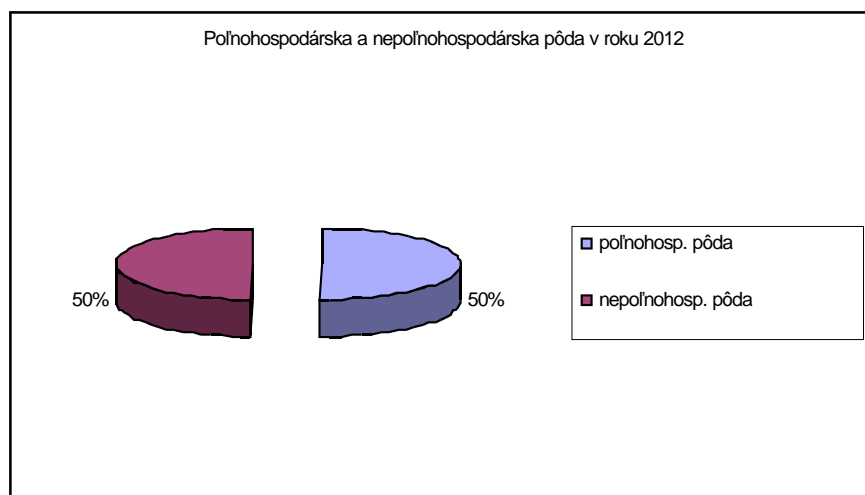 Poľnohospodárska a nepoľnohospodárska pôda v roku 2012
50%
50%
poľnohosp. pôda
nepoľnohosp. pôda